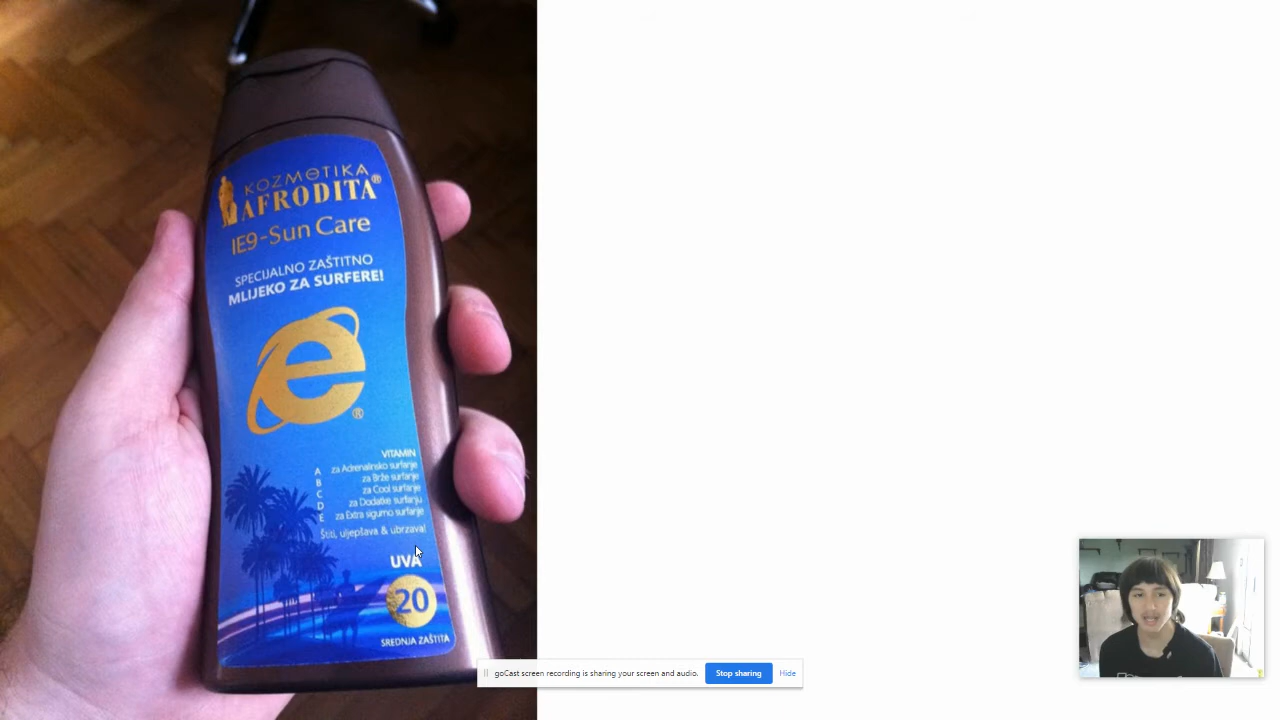 KOZMETIKA
AFRODITA®
IE9-Sun Care
SPECIJALNO ZAŠTITNO
MLIJEKO ZA SURFERE!
e
®
VITAMIN
A za Adrenalinsko surfanje
B za Brže surfanje
C za Cool surfanje
D za Dodatke surfanju
E za Extra sigurno surfanje
Štiti, uljepšava & ubrzava!
UVA
20
SREDNJA ZAŠTITA
goCast screen recording is sharing your screen and audio.
Stop sharing
Hide